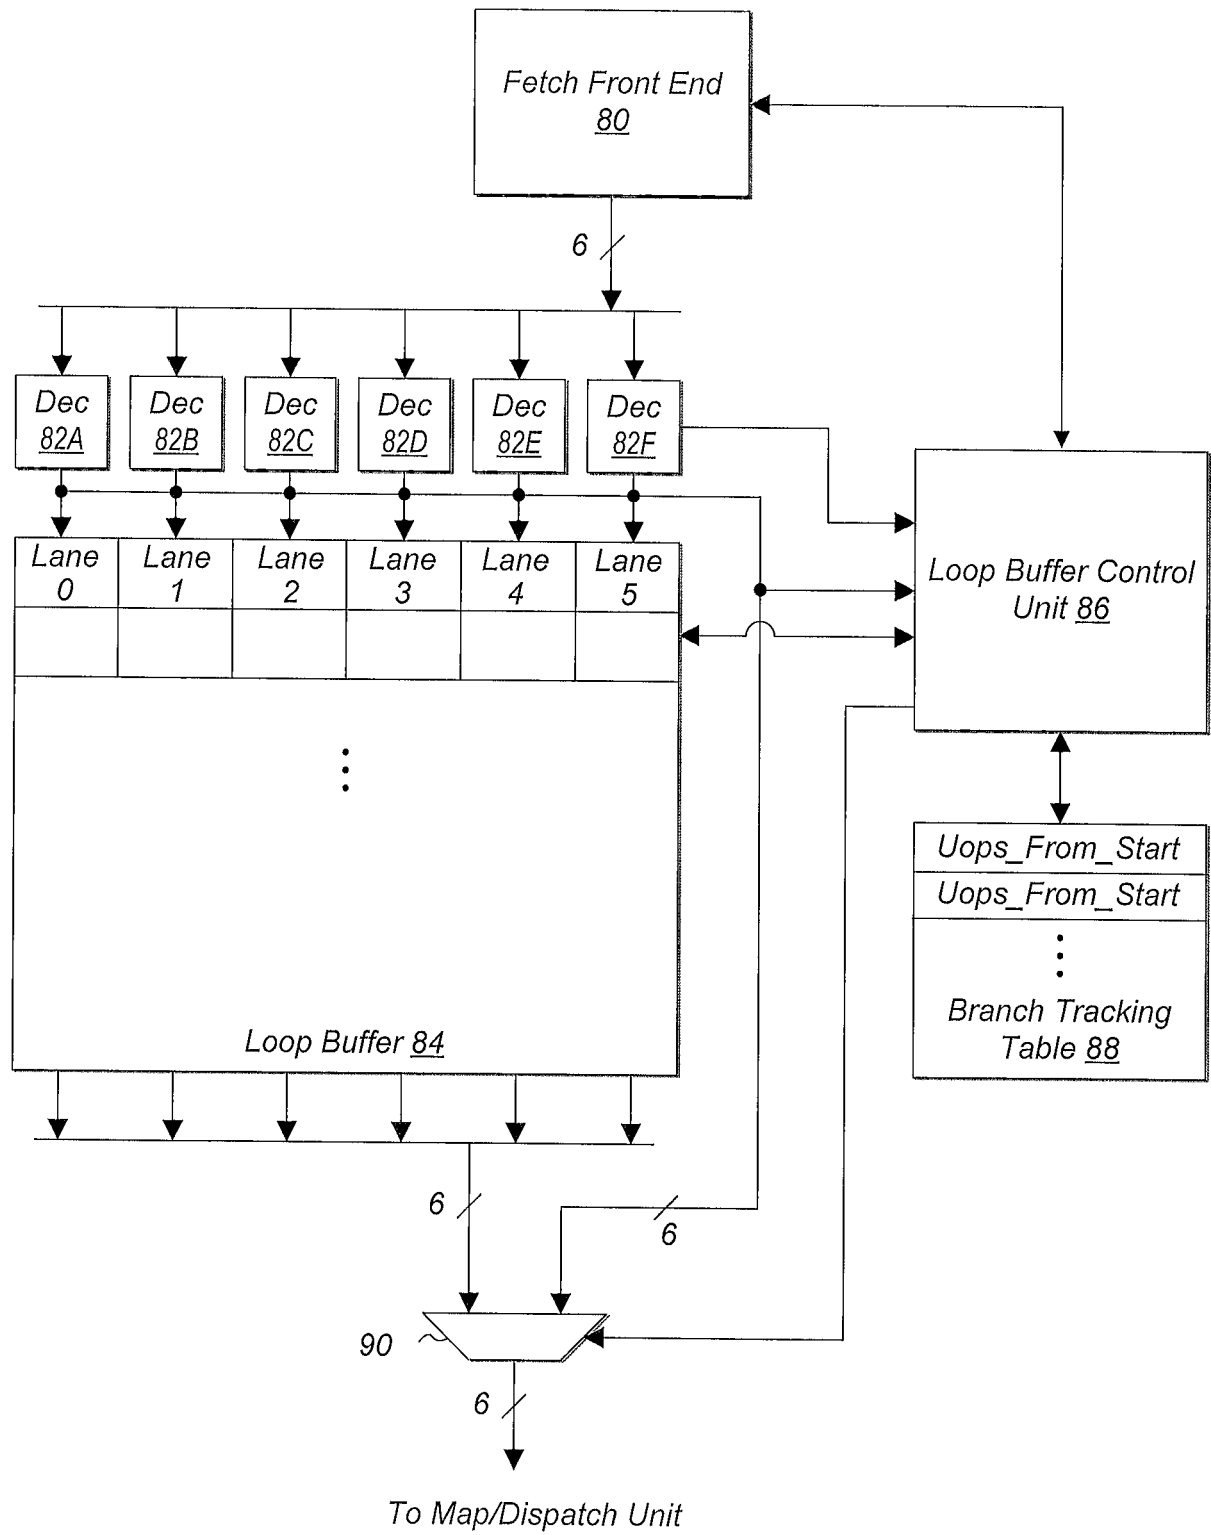 Fetch Front End
80
6
Dec
82A
Dec
82B
Dec
82C
Dec
82D
Dec
82E
Dec
82F
Lane
0
Lane
1
Lane
2
Lane
3
Lane
4
Lane
5
Loop Buffer Control
Unit 86
Uops_From_Start
Uops_From_Start
Branch Tracking
Table 88
Loop Buffer 84
6
6
90
6
To Map/Dispatch Unit